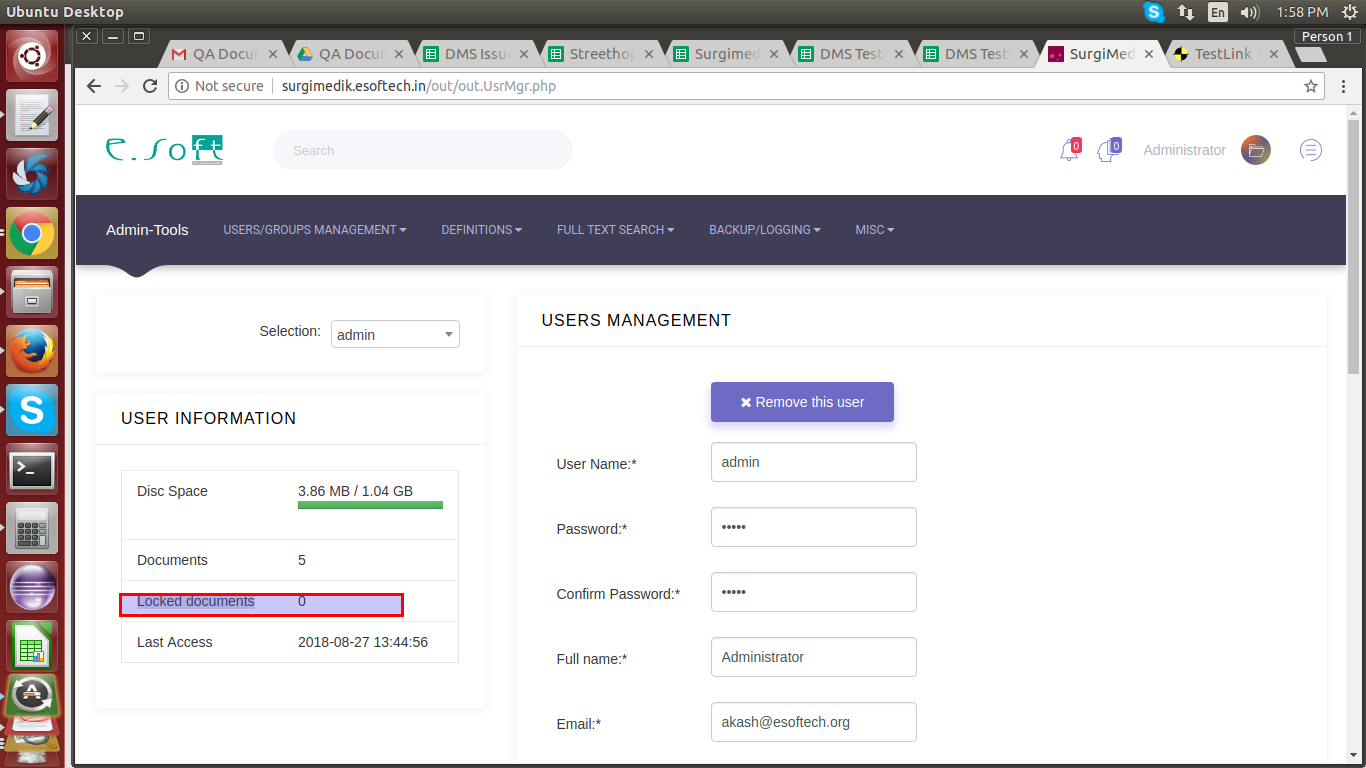 Ubuntu Desktop
En
1:58 PM
Person 1
QA Docu
QA Docu
DMS Issu
Streethop
Surgimed
DMS Test
DMS Test
SurgiMed
TestLink
Not secure
surgimedik.esoftech.in/out/out.UsrMgr.php
e.soft
Search
0
0
Administrator
Admin-Tools
USERS/GROUPS MANAGEMENT
DEFINITIONS
FULL TEXT SEARCH
BACKUP/LOGGING
MISC
Selection:
admin
USERS MANAGEMENT
Remove this user
USER INFORMATION
User Name:*
admin
Disc Space
3.86 MB / 1.04 GB
Password:*
•••••
Documents
5
Confirm Password:*
•••••
Locked documents
0
Last Access
2018-08-27 13:44:56
Full name:*
Administrator
Email:*
akash@esoftech.org